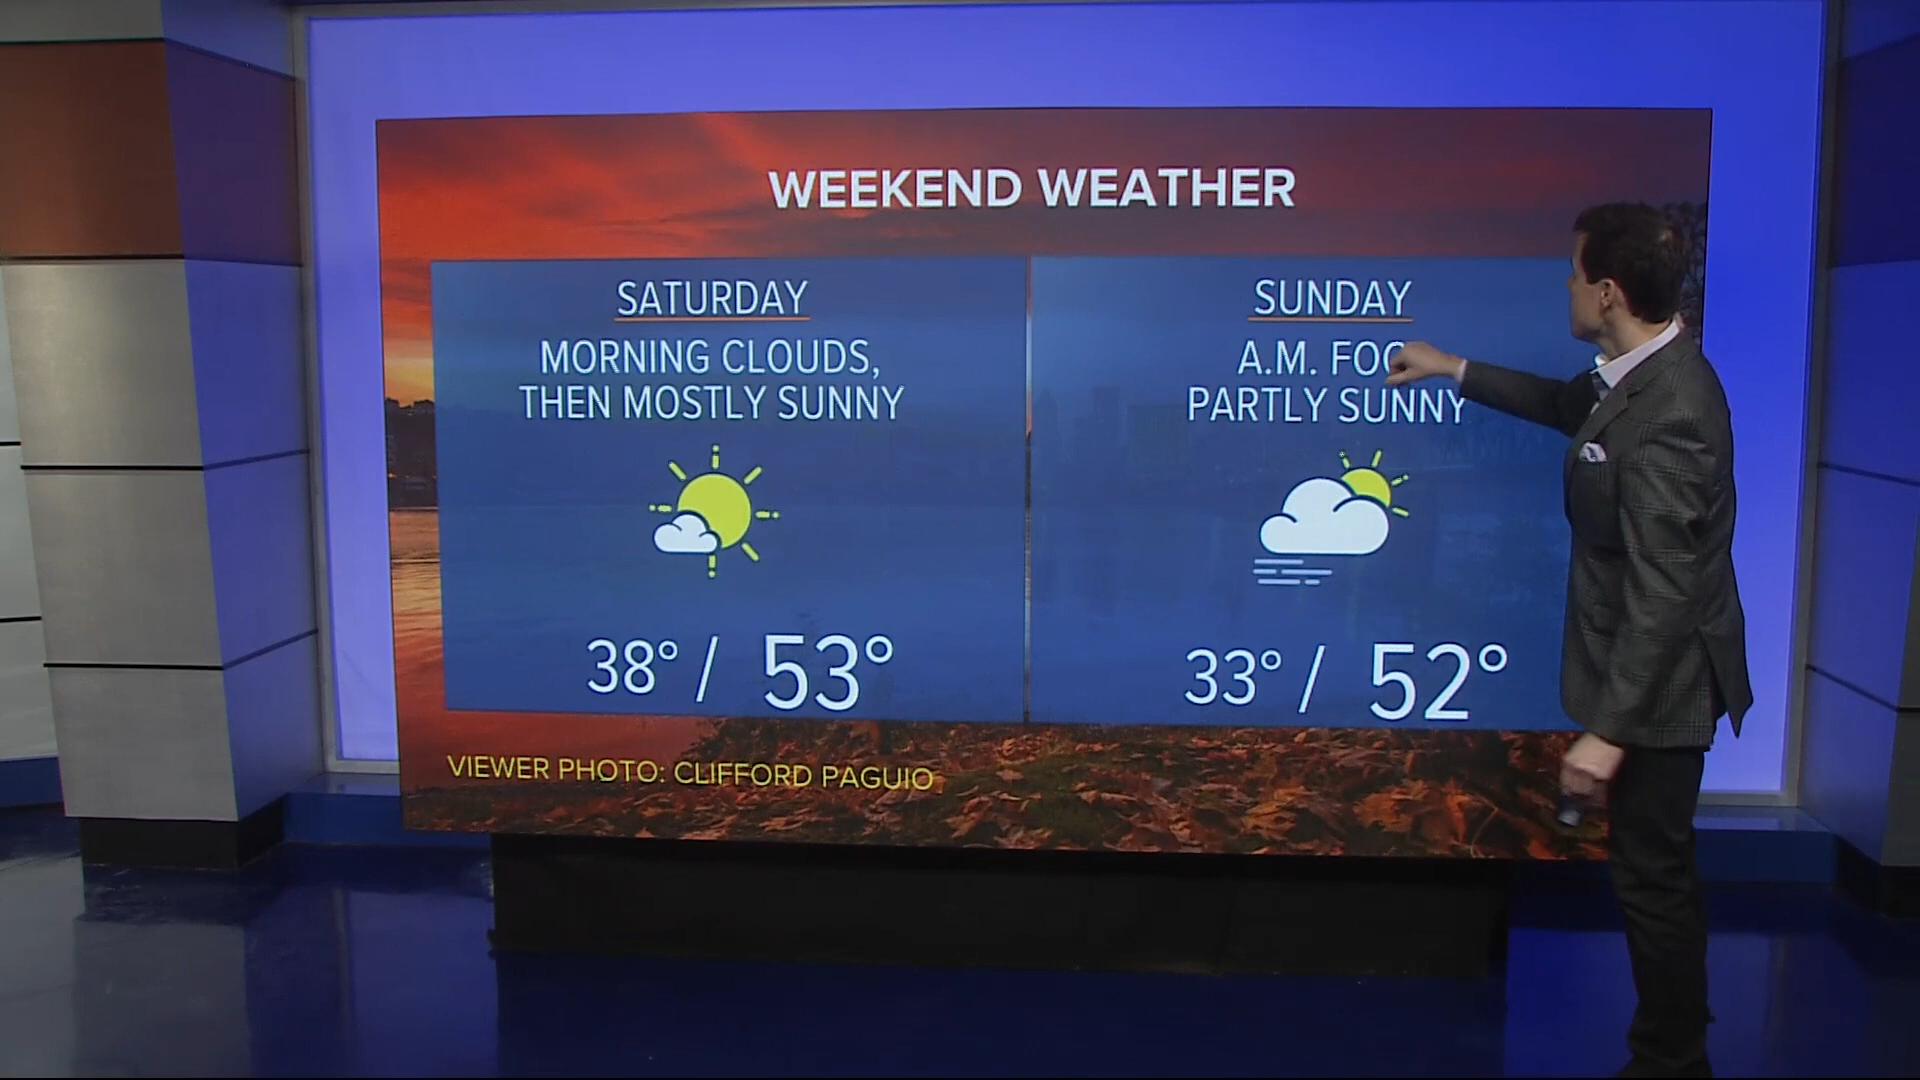 WEEKEND WEATHER
SATURDAY
MORNING CLOUDS,
THEN MOSTLY SUNNY
38° / 53°
SUNDAY
A.M. FOG
PARTLY SUNNY
33° / 52°
VIEWER PHOTO: CLIFFORD PAGUIO